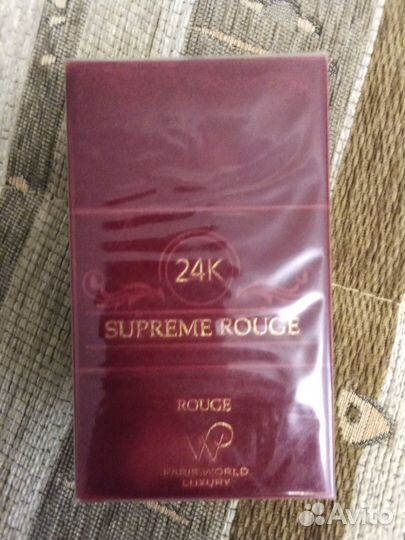 24K
SUPREME ROUGE
ROUGE
WP
PARIS WORLD
LUXURY
Avito